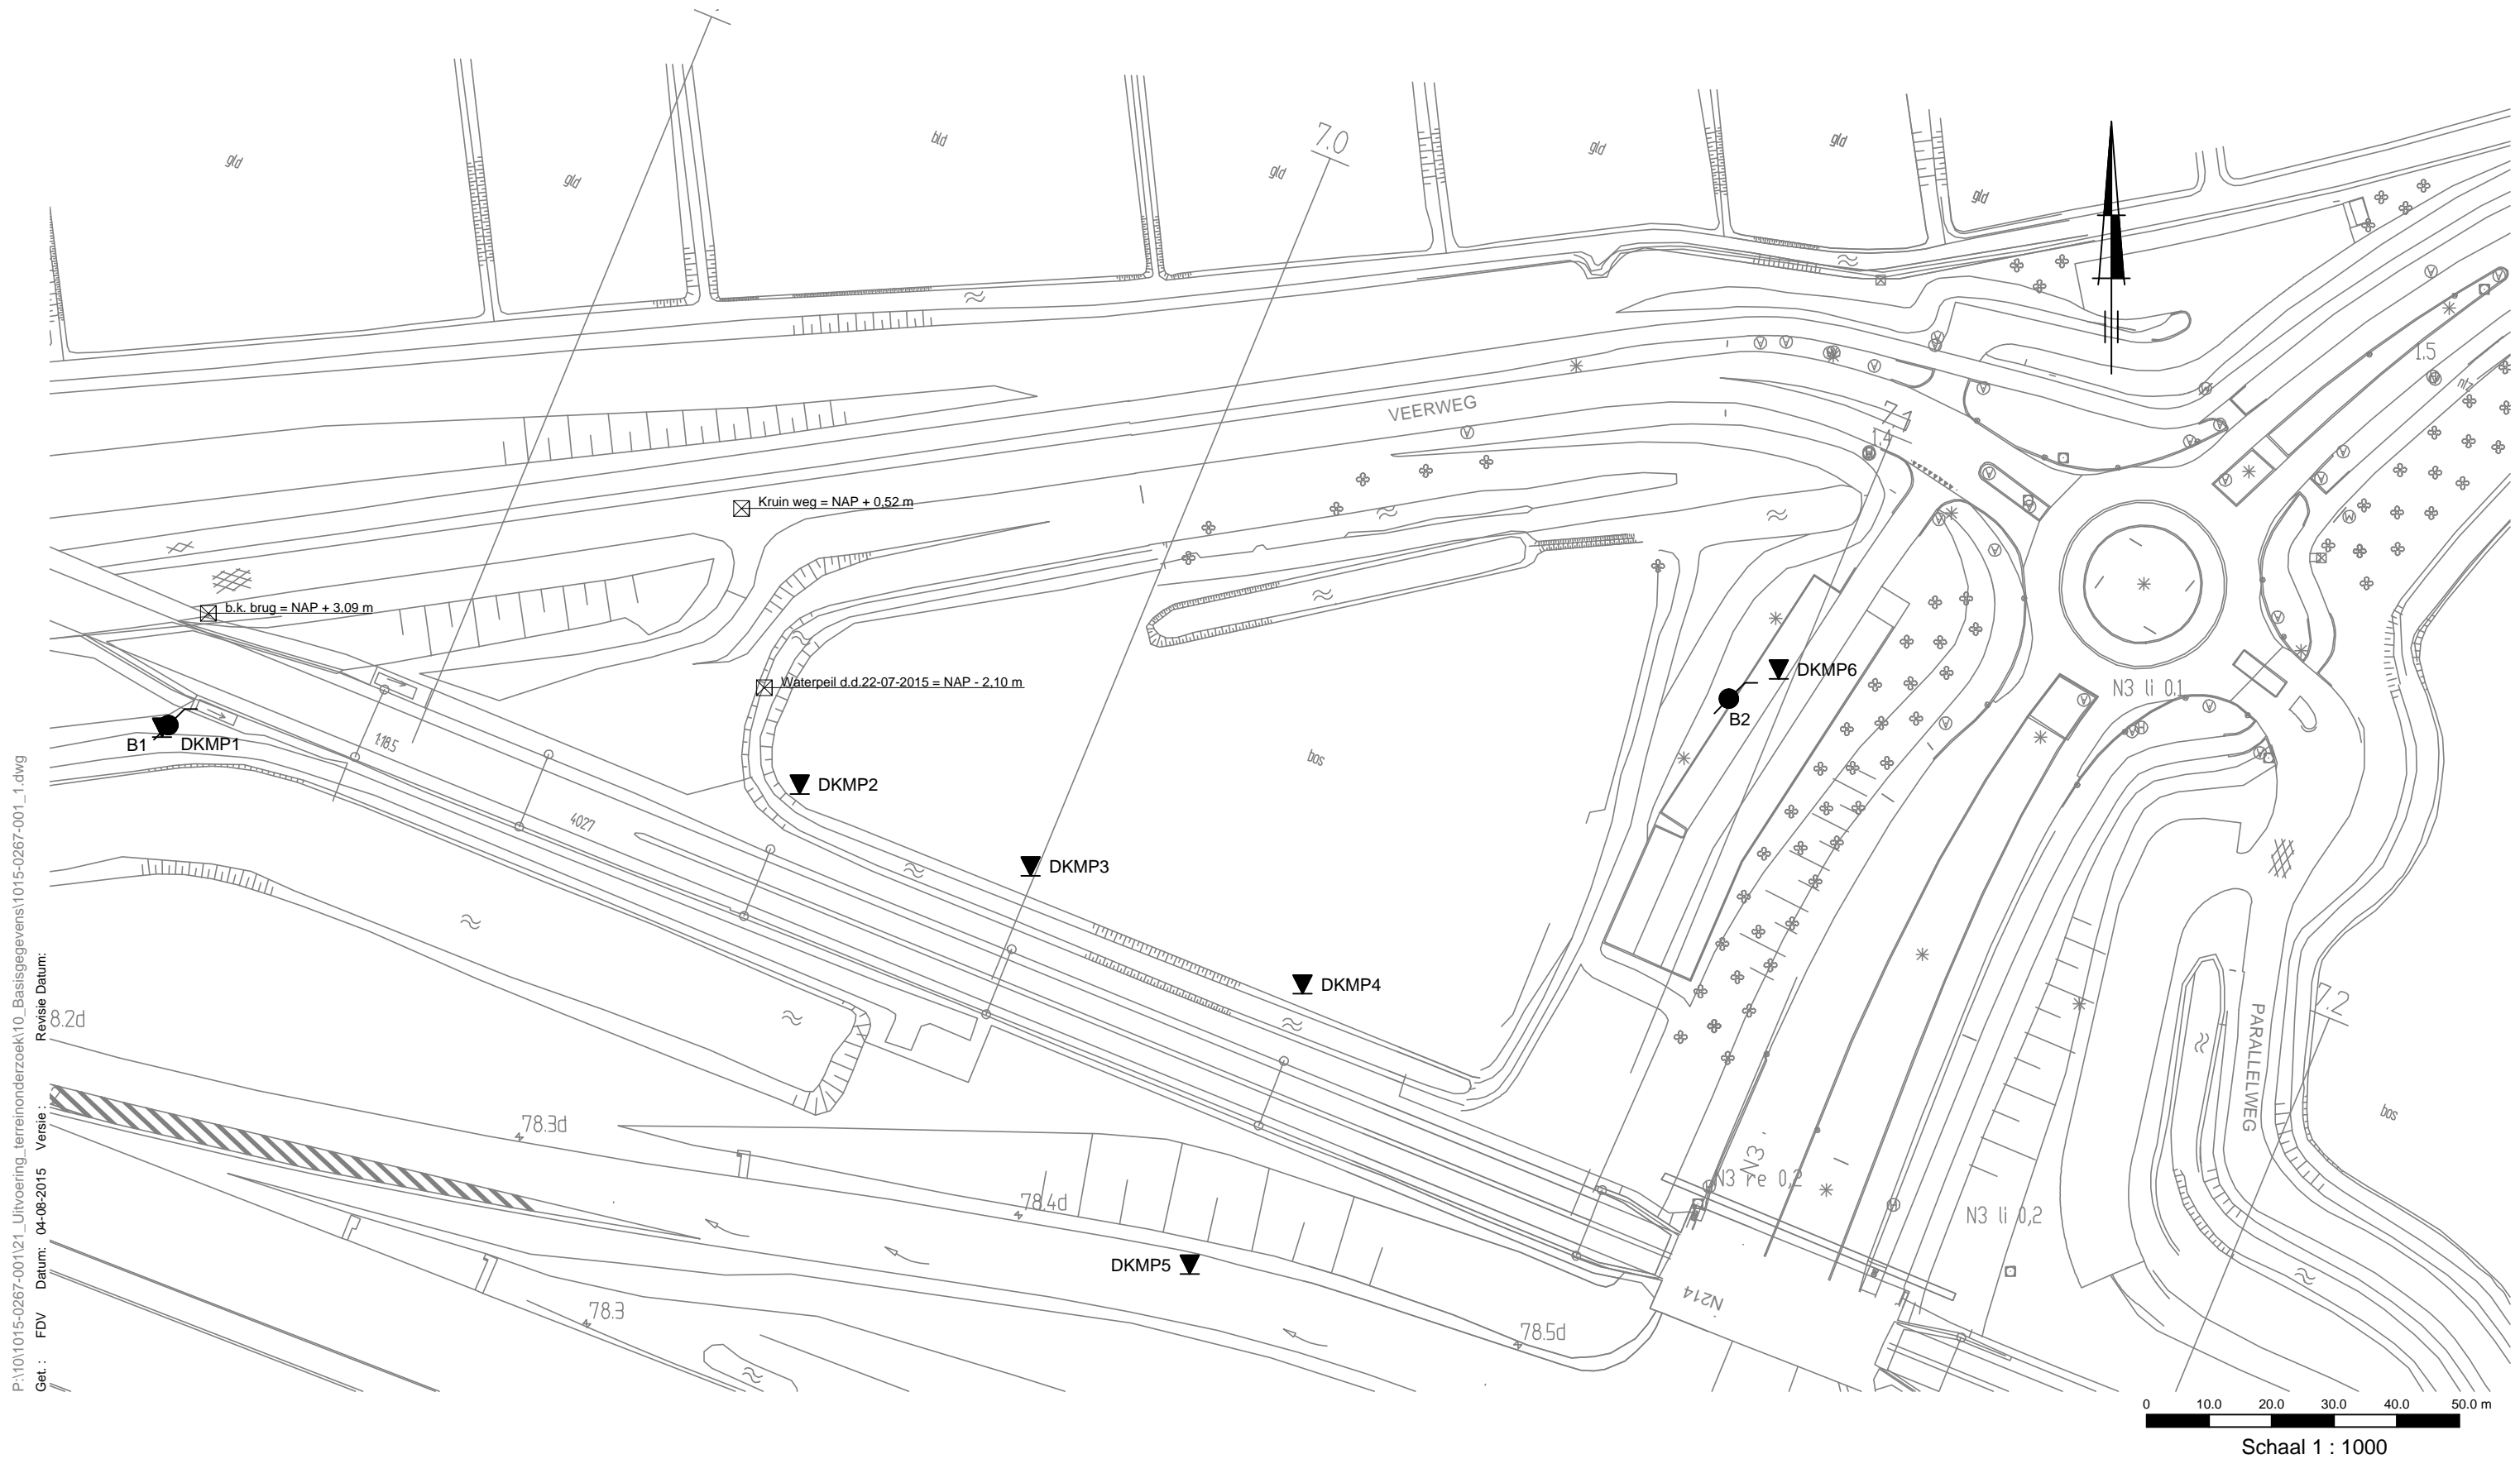 7.0
gld
gld
bld
gld
gld
gld
gld
VEERWEG
7.1
1.4
1.5
Kruin weg = NAP + 0,52 m
b.k. brug = NAP + 3,09 m
Waterpeil d.d.22-07-2015 = NAP - 2,10 m
B1
DKMP1
1:18.5
4027
DKMP2
DKMP3
DKMP4
DKMP5
DKMP6
B2
bos
bos
N3 li 0.1
7.2
PARALLELWEG
8.2d
78.3d
78.4d
78.3
78.5d
N3
N3 re 0,2
N3 li 0,2
N214
P:\10\1015-0267-001\21_Uitvoering_terreinonderzoek\10_Basisgegevens\1015-0267-001_1.dwg
Get. : FDV Datum: 04-08-2015 Versie : Revisie Datum:
0 10.0 20.0 30.0 40.0 50.0 m
Schaal 1 : 1000